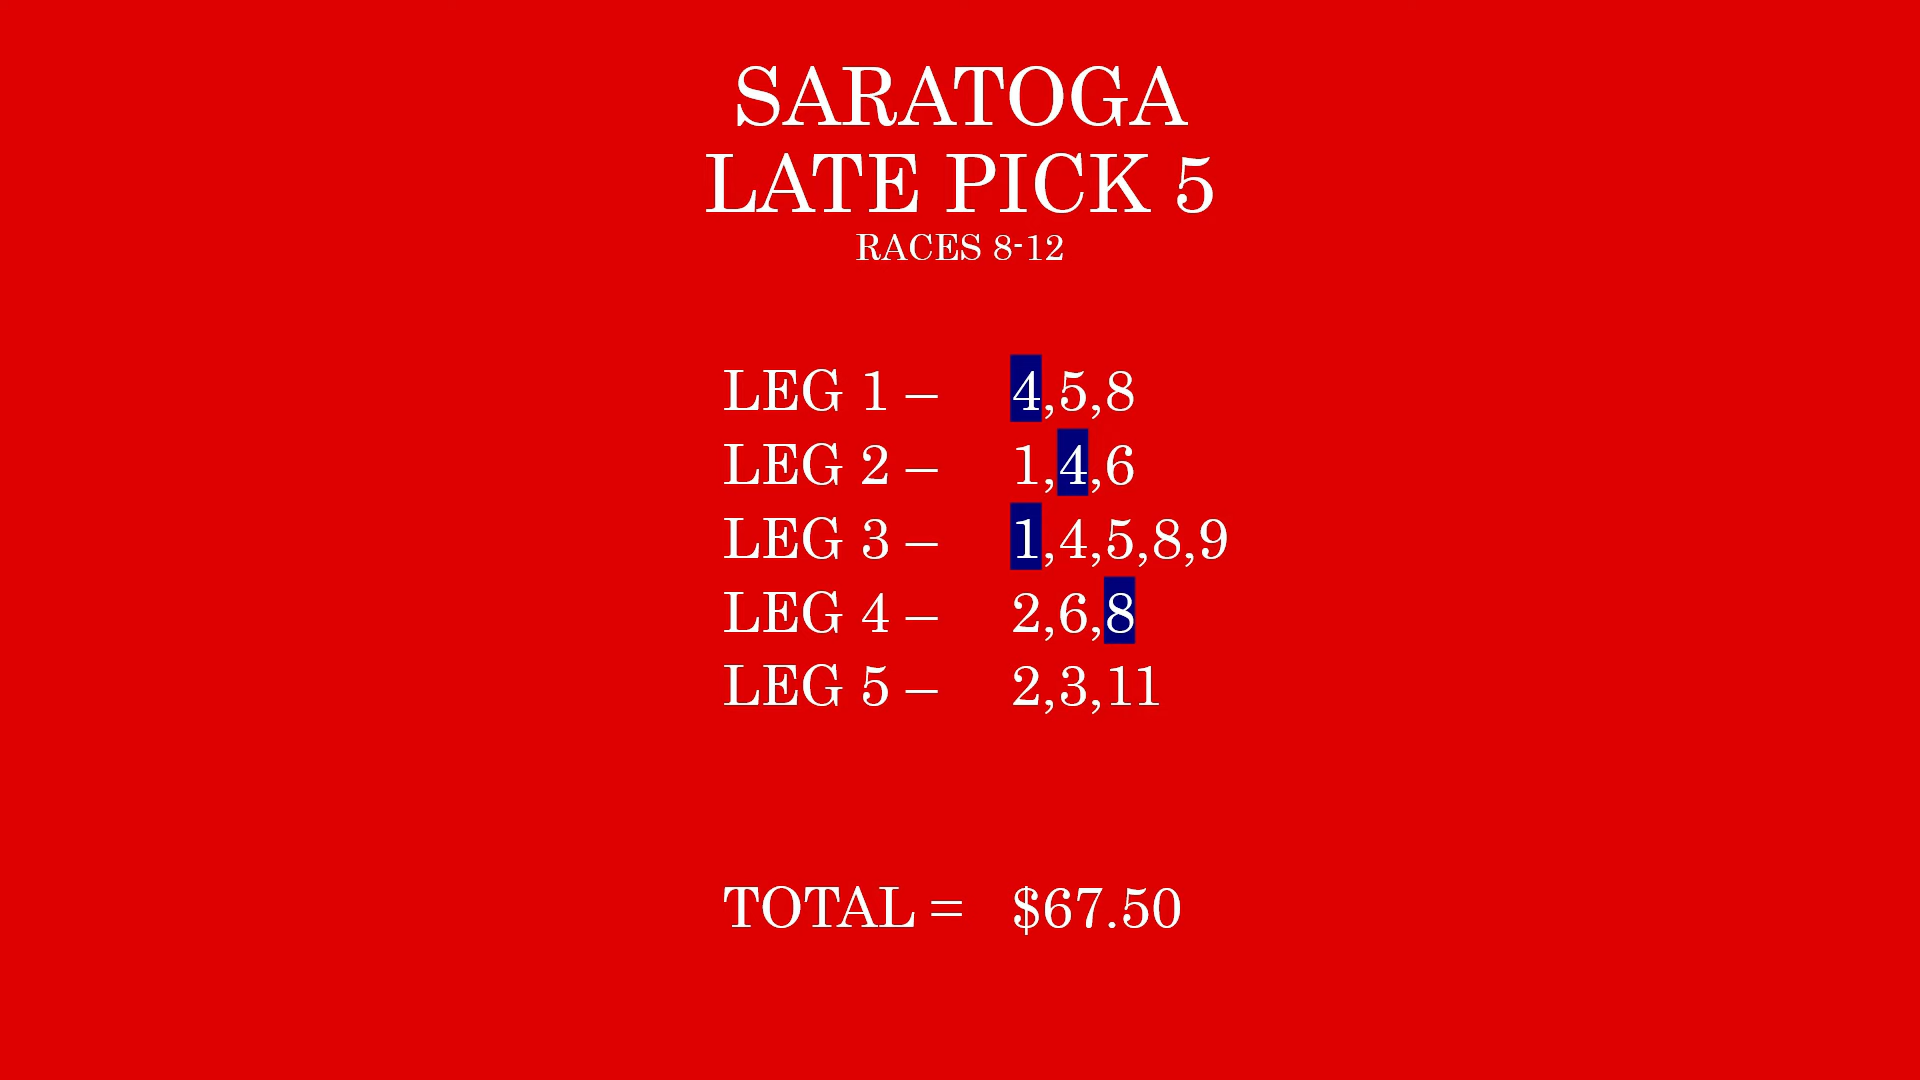 SARATOGA
LATE PICK 5
RACES 8-12
LEG 1 – 4,5,8
LEG 2 – 1,4,6
LEG 3 – 1,4,5,8,9
LEG 4 – 2,6,8
LEG 5 – 2,3,11
TOTAL = $67.50